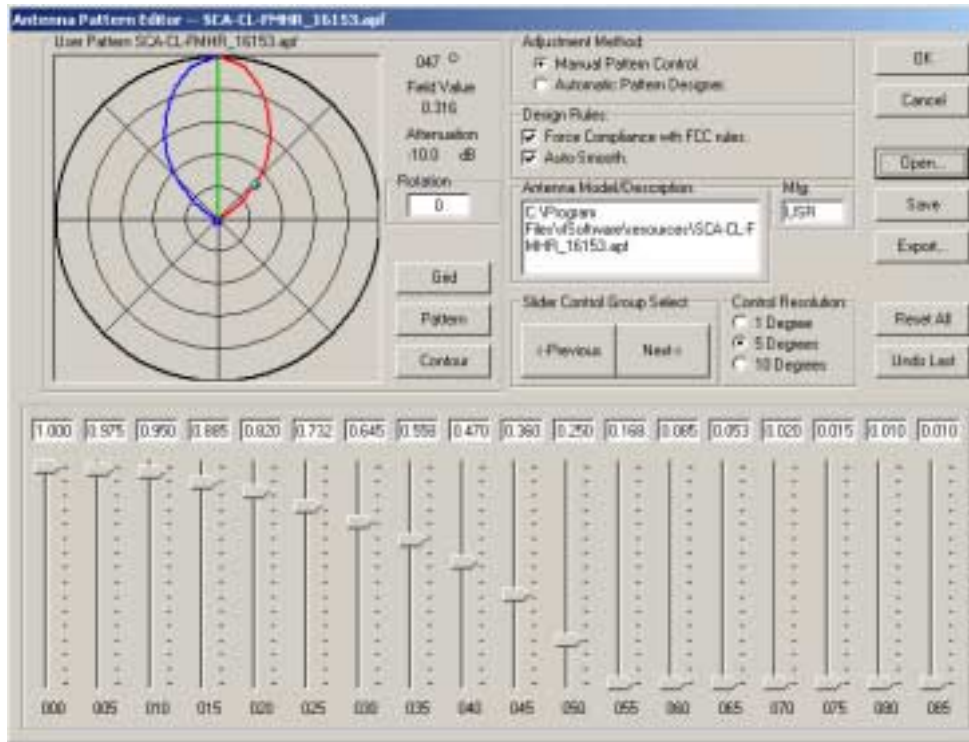 Antenna Pattern Editor -- SCA-CL-FMHR_16153.apf
User Pattern SCA-CL-FMHR_16153.apf
047 °
Field Value
0.316
Attenuation
-10.0 dB
Rotation
0
Grid
Pattern
Contour
Adjustment Method:
Manual Pattern Control
Automatic Pattern Designer.
Design Rules:
Force Compliance with FCC rules.
Auto Smooth.
Antenna Model/Description:
C:\Program
Files\vfSoftware\resources\SCA-CL-F
MHR_16153.apf
Mfg.
USR
Slider Control Group Select
<-Previous
Next->
Control Resolution:
1 Degree
5 Degrees
10 Degrees
OK
Cancel
Open...
Save
Export...
Reset All
Undo Last
1.000 0.975 0.950 0.885 0.820 0.732 0.645 0.558 0.470 0.360 0.250 0.168 0.085 0.053 0.020 0.015 0.010 0.010
000 005 010 015 020 025 030 035 040 045 050 055 060 065 070 075 080 085